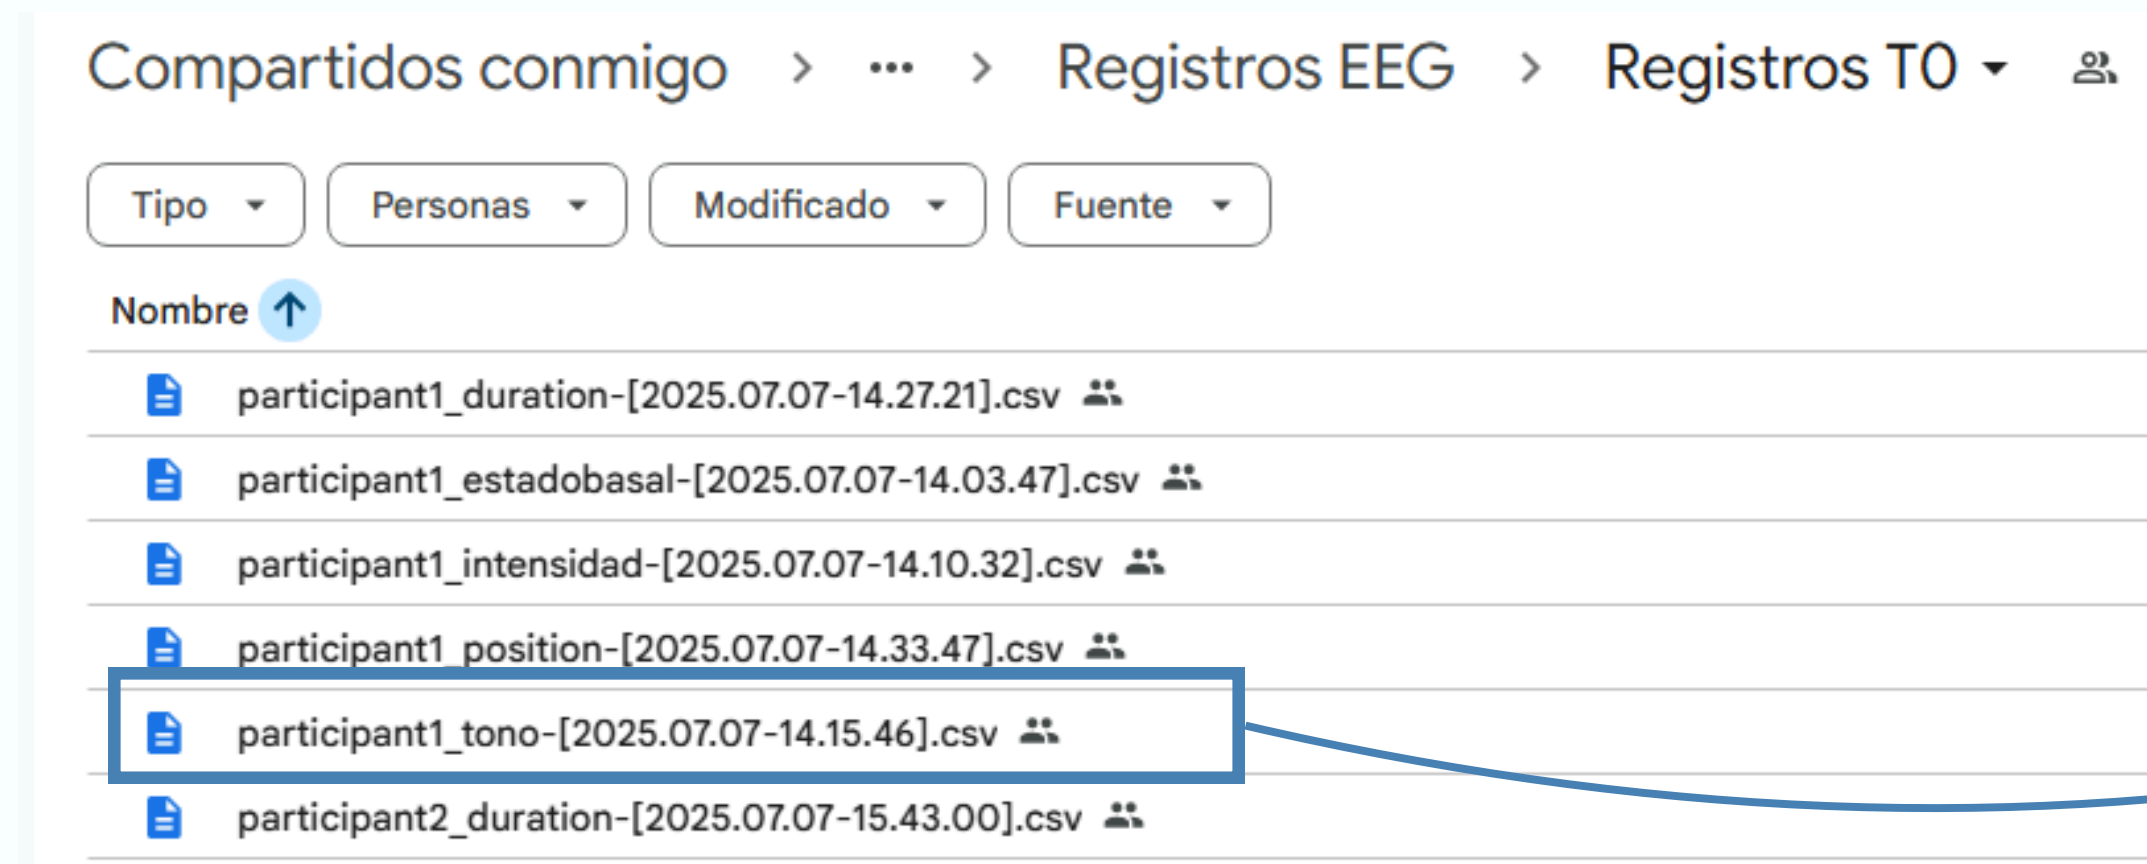 Compartidos conmigo > ... > Registros EEG > Registros T0
Tipo Personas Modificado Fuente
Nombre
participant1_duration-[2025.07.07-14.27.21].csv
participant1_estadobasal-[2025.07.07-14.03.47].csv
participant1_intensidad-[2025.07.07-14.10.32].csv
participant1_position-[2025.07.07-14.33.47].csv
participant1_tono-[2025.07.07-14.15.46].csv
participant2_duration-[2025.07.07-15.43.00].csv